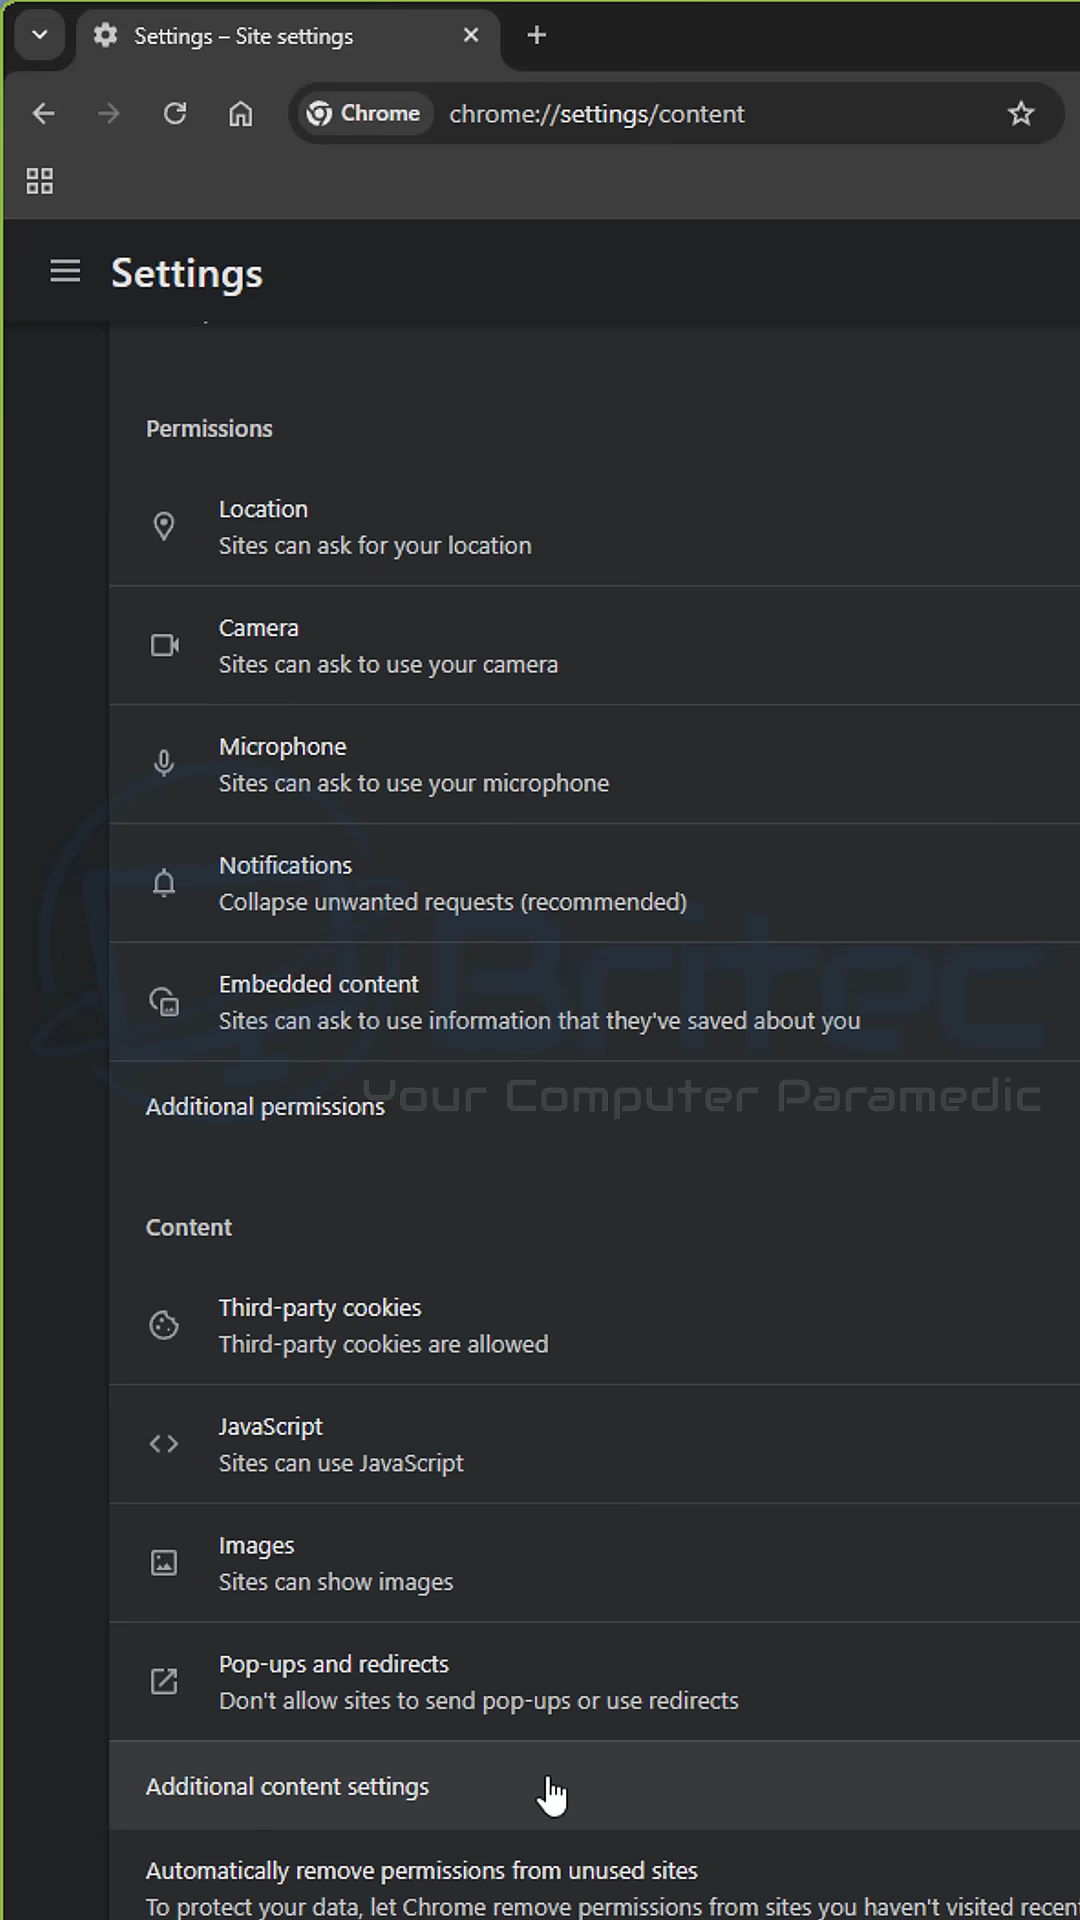 Settings – Site settings
Chrome
chrome://settings/content
Settings
Permissions
Location
Sites can ask for your location
Camera
Sites can ask to use your camera
Microphone
Sites can ask to use your microphone
Notifications
Collapse unwanted requests (recommended)
Embedded content
Sites can ask to use information that they've saved about you
Britec
Your Computer Paramedic
Additional permissions
Content
Third-party cookies
Third-party cookies are allowed
JavaScript
Sites can use JavaScript
Images
Sites can show images
Pop-ups and redirects
Don't allow sites to send pop-ups or use redirects
Additional content settings
Automatically remove permissions from unused sites
To protect your data, let Chrome remove permissions from sites you haven't visited recen